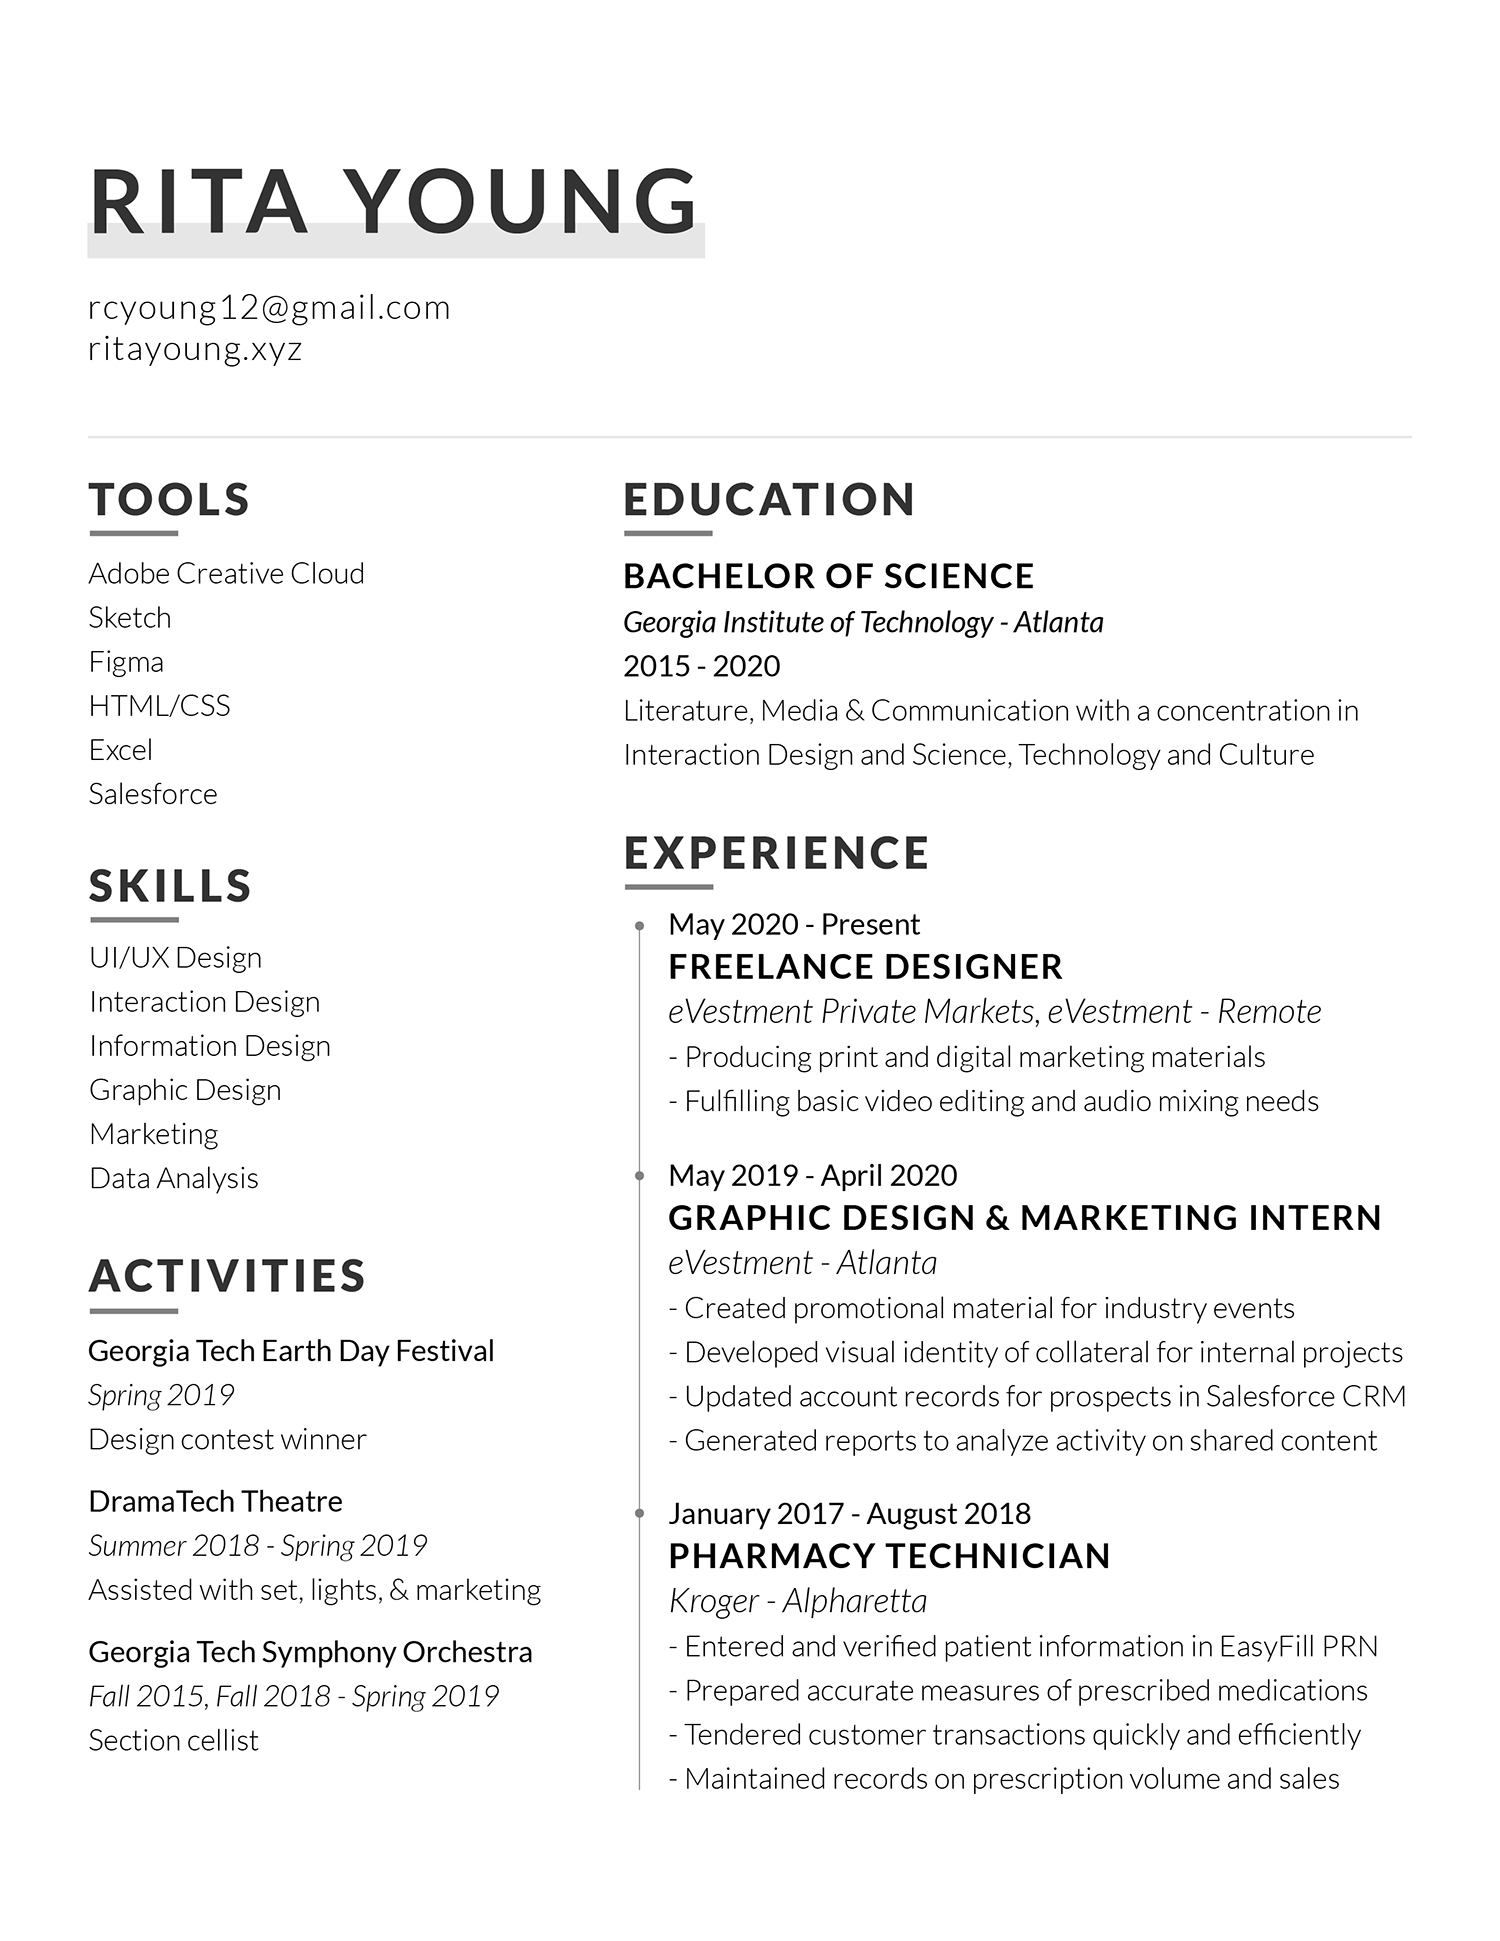 RITA YOUNG
rcyoung12@gmail.com
ritayoung.xyz
TOOLS
Adobe Creative Cloud
Sketch
Figma
HTML/CSS
Excel
Salesforce
SKILLS
UI/UX Design
Interaction Design
Information Design
Graphic Design
Marketing
Data Analysis
ACTIVITIES
Georgia Tech Earth Day Festival
Spring 2019
Design contest winner
DramaTech Theatre
Summer 2018 - Spring 2019
Assisted with set, lights, & marketing
Georgia Tech Symphony Orchestra
Fall 2015, Fall 2018 - Spring 2019
Section cellist
EDUCATION
BACHELOR OF SCIENCE
Georgia Institute of Technology - Atlanta
2015 - 2020
Literature, Media & Communication with a concentration in
Interaction Design and Science, Technology and Culture
EXPERIENCE
May 2020 - Present
FREELANCE DESIGNER
eVestment Private Markets, eVestment - Remote
- Producing print and digital marketing materials
- Fulfilling basic video editing and audio mixing needs
May 2019 - April 2020
GRAPHIC DESIGN & MARKETING INTERN
eVestment - Atlanta
- Created promotional material for industry events
- Developed visual identity of collateral for internal projects
- Updated account records for prospects in Salesforce CRM
- Generated reports to analyze activity on shared content
January 2017 - August 2018
PHARMACY TECHNICIAN
Kroger - Alpharetta
- Entered and verified patient information in EasyFill PRN
- Prepared accurate measures of prescribed medications
- Tendered customer transactions quickly and efficiently
- Maintained records on prescription volume and sales